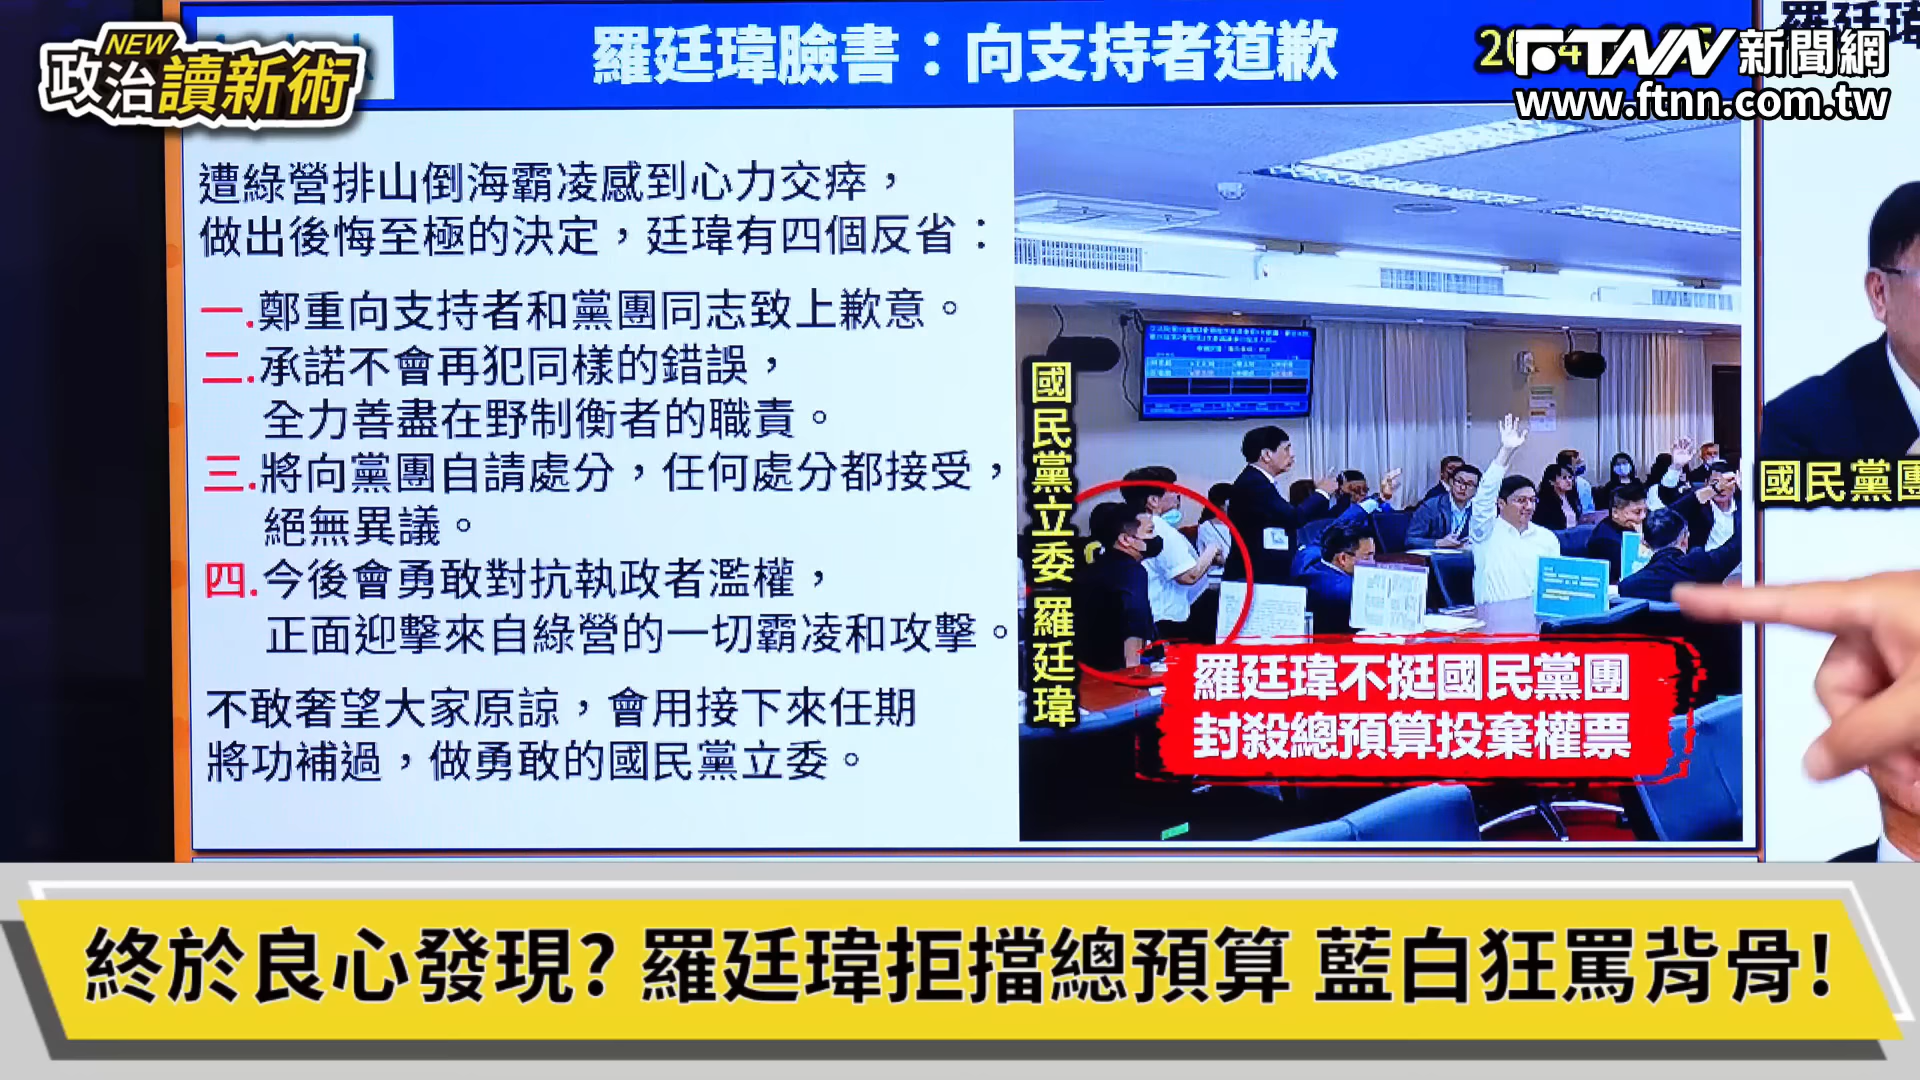 NEW
政治讀新術
羅廷瑋臉書：向支持者道歉
FTNN 新聞網
www.ftnn.com.tw
遭綠營排山倒海霸凌感到心力交瘁，
做出後悔至極的決定，廷瑋有四個反省：
一.鄭重向支持者和黨團同志致上歉意。
二.承諾不會再犯同樣的錯誤，
全力善盡在野制衡者的職責。
三.將向黨團自請處分，任何處分都接受，
絕無異議。
四.今後會勇敢對抗執政者濫權，
正面迎擊來自綠營的一切霸凌和攻擊。
不敢奢望大家原諒，會用接下來任期
將功補過，做勇敢的國民黨立委。
國民黨立委 羅廷瑋
羅廷瑋不挺國民黨團
封殺總預算投棄權票
羅廷瑋
國民黨團
終於良心發現? 羅廷瑋拒擋總預算 藍白狂罵背骨!